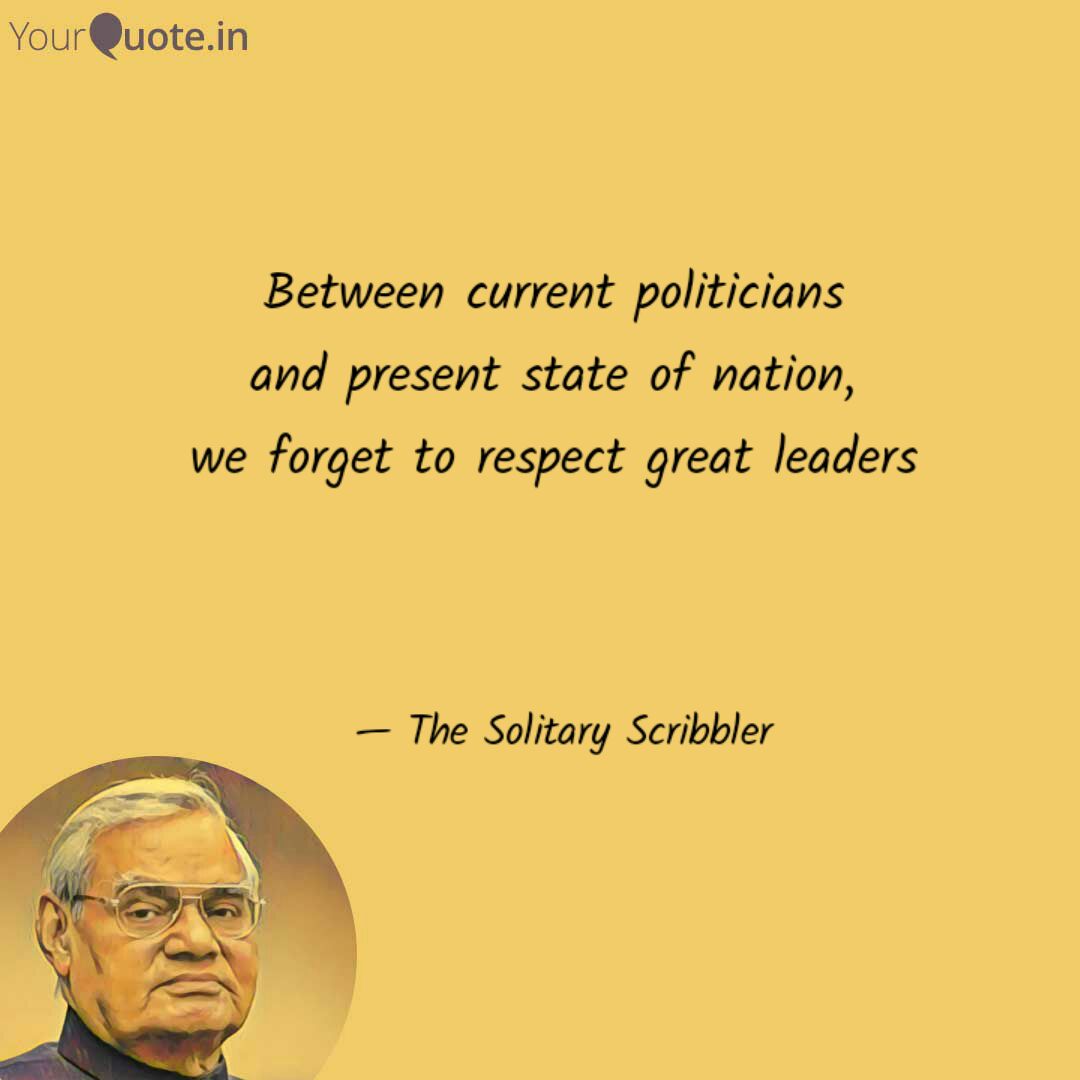 YourQuote.in
Between current politicians
and present state of nation,
we forget to respect great leaders
— The Solitary Scribbler